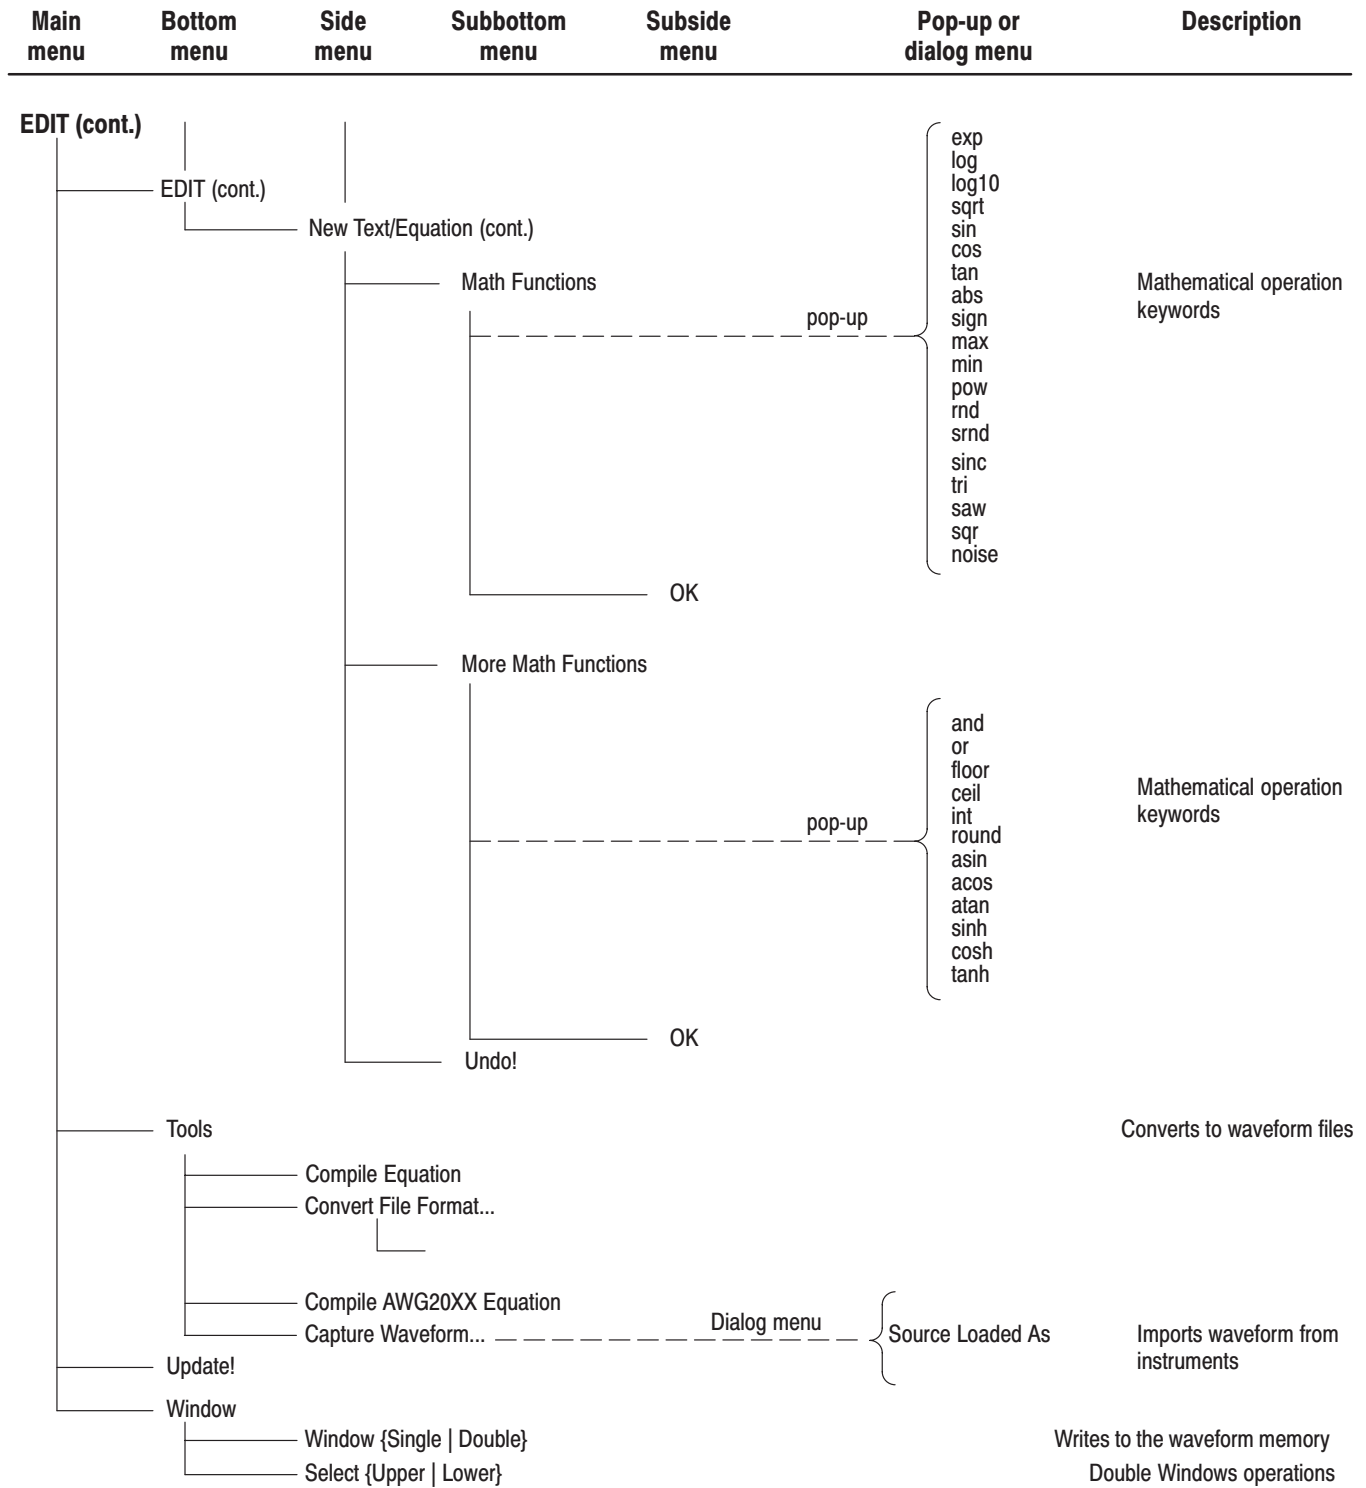 Main menu
Bottom menu
Side menu
Subbottom menu
Subside menu
Pop-up or dialog menu
Description
EDIT (cont.)
EDIT (cont.)
New Text/Equation (cont.)
Math Functions
pop-up
exp
log
log10
sqrt
sin
cos
tan
abs
sign
max
min
pow
rnd
srnd
sinc
tri
saw
sqr
noise
Mathematical operation
keywords
OK
More Math Functions
pop-up
and
or
floor
ceil
int
round
asin
acos
atan
sinh
cosh
tanh
Mathematical operation
keywords
OK
Undo!
Tools
Converts to waveform files
Compile Equation
Convert File Format...
Compile AWG20XX Equation
Capture Waveform...
Dialog menu
Source Loaded As
Imports waveform from
instruments
Update!
Window
Window {Single | Double}
Writes to the waveform memory
Select {Upper | Lower}
Double Windows operations